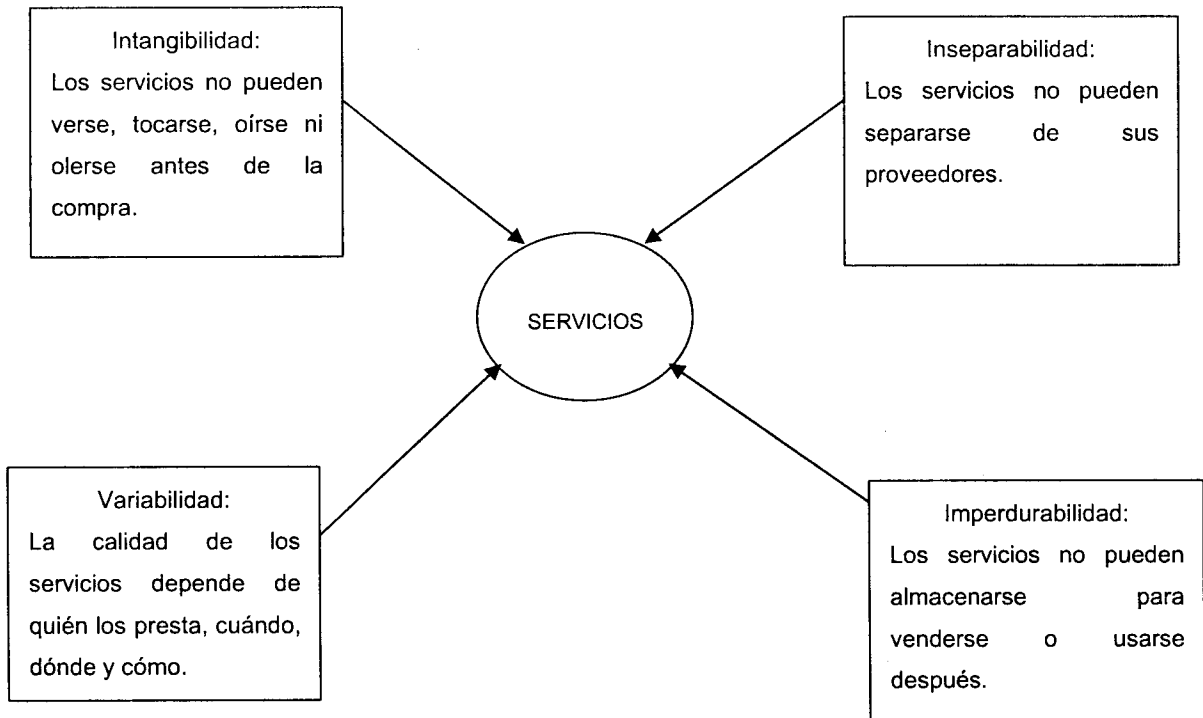 Intangibilidad:
Los servicios no pueden
verse, tocarse, oírse ni
olerse antes de la
compra.
Inseparabilidad:
Los servicios no pueden
separarse de sus
proveedores.
SERVICIOS
Variabilidad:
La calidad de los
servicios depende de
quién los presta, cuándo,
dónde y cómo.
Imperdurabilidad:
Los servicios no pueden
almacenarse para
venderse o usarse
después.